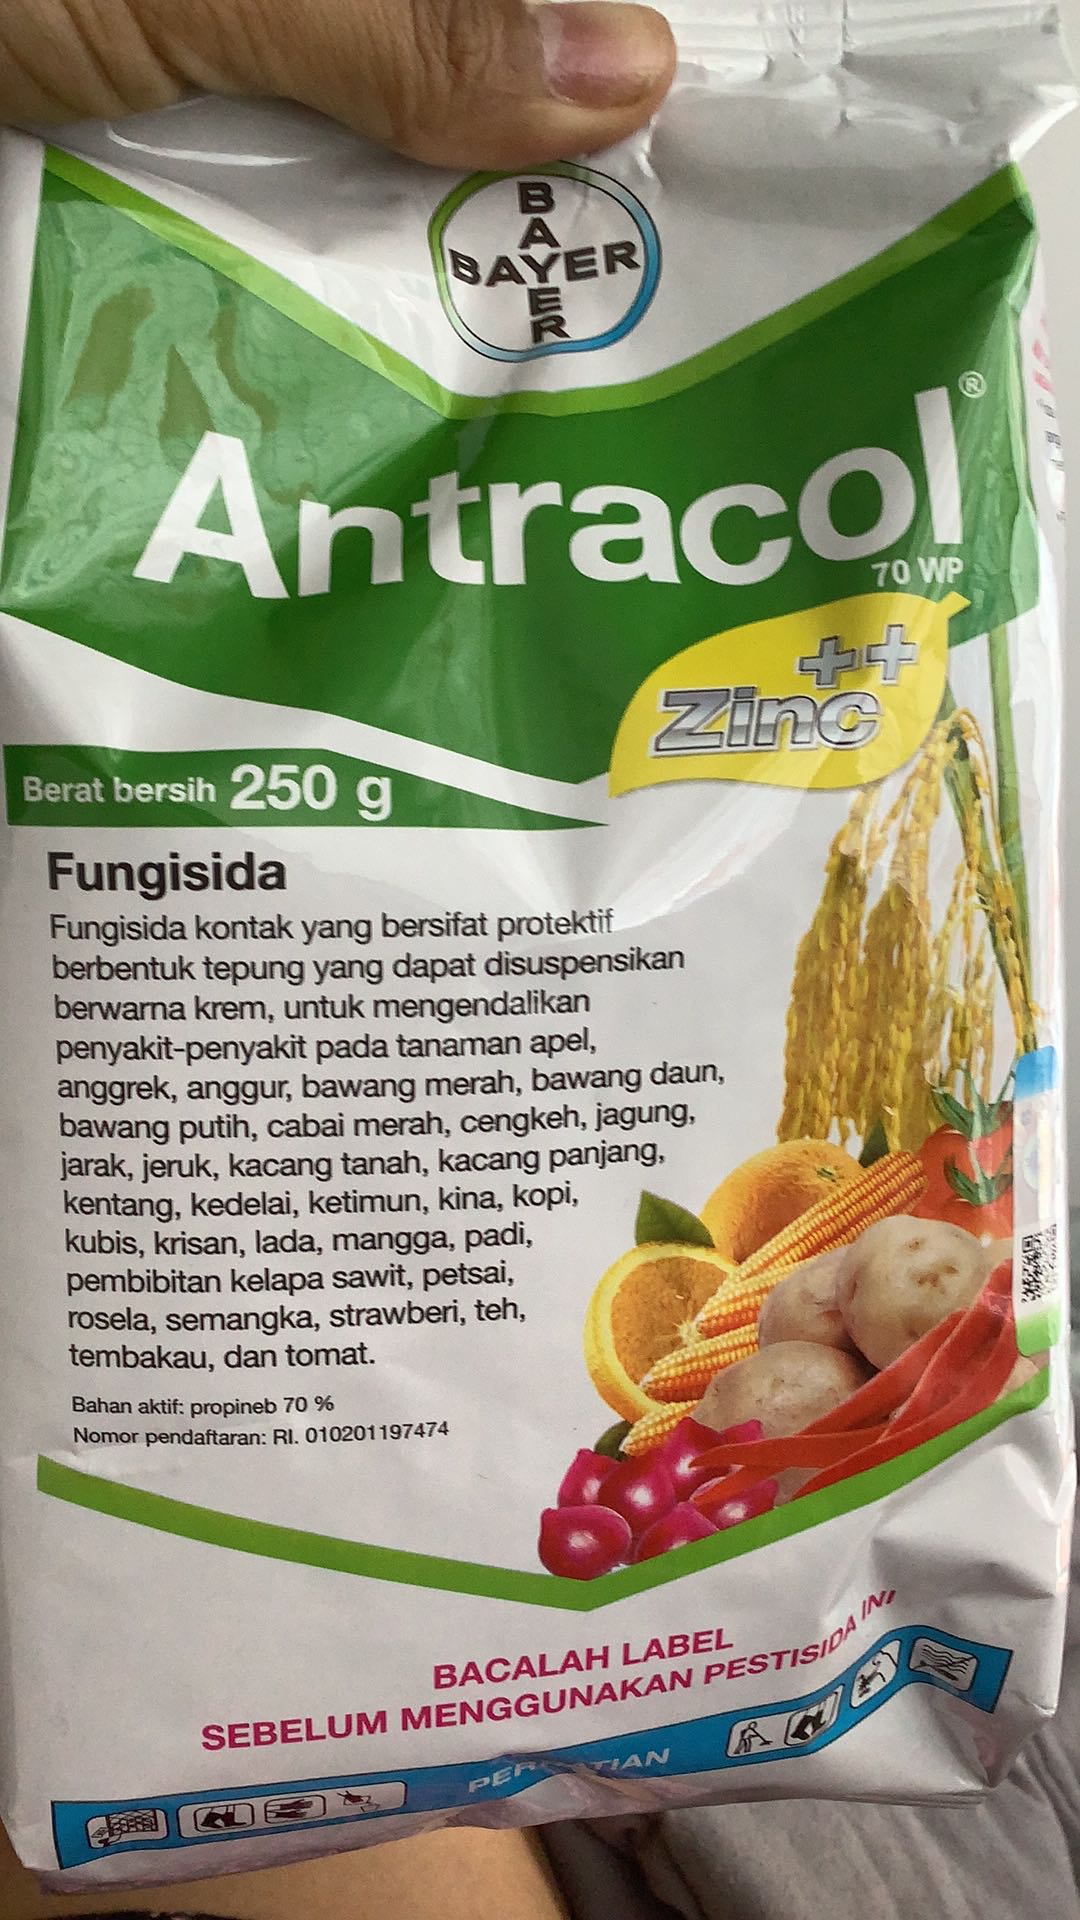 BAYER
BAYER
Antracol®
70 WP
Zinc++
Berat bersih 250 g
Fungisida
Fungisida kontak yang bersifat protektif
berbentuk tepung yang dapat disuspensikan
berwarna krem, untuk mengendalikan
penyakit-penyakit pada tanaman apel,
anggrek, anggur, bawang merah, bawang daun,
bawang putih, cabai merah, cengkeh, jagung,
jarak, jeruk, kacang tanah, kacang panjang,
kentang, kedelai, ketimun, kina, kopi,
kubis, krisan, lada, mangga, padi,
pembibitan kelapa sawit, petsai,
rosela, semangka, strawberi, teh,
tembakau, dan tomat.
Bahan aktif: propineb 70 %
Nomor pendaftaran: RI. 010201197474
BACALAH LABEL
SEBELUM MENGGUNAKAN PESTISIDA INI